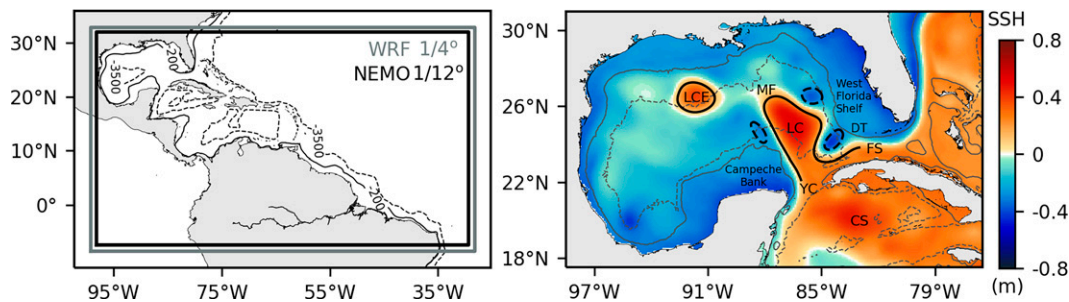 WRF 1/4°
NEMO 1/12°
30°N
20°N
10°N
0°
95°W
75°W
55°W
35°W
200
3500
3500
200
30°N
26°N
22°N
18°N
97°W
91°W
85°W
79°W
LCE
MF
West
Florida
Shelf
LC
DT
FS
Campeche
Bank
YC
CS
SSH
0.8
0.4
0
-0.4
-0.8
(m)